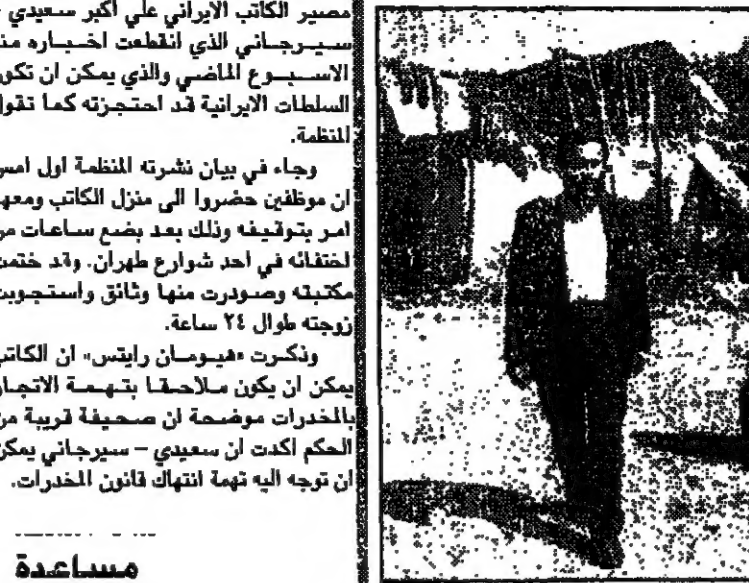 مصير الكاتب الايراني علي اكبر سعيدي -
سيرجاني الذي انقطعت اخباره منذ
الاسبوع الماضي والذي يمكن ان تكون
السلطات الايرانية قد احتجزته كما تقول
المنظمة.
وجاء في بيان نشرته المنظمة اول امس
ان موظفين حضروا الى منزل الكاتب ومعهم
امر بتوقيفه وذلك بعد بضع ساعات من
اختفائه في احد شوارع طهران. وقد ختمت
مكتبته وصودرت منها وثائق واستجوبت
زوجته طوال ٢٤ ساعة.
وذكرت «هيومان رايتس» ان الكاتب
يمكن ان يكون ملاحقا بتهمة الاتجار
بالمخدرات موضحة ان صحيفة قريبة من
الحكم اكدت ان سعيدي – سيرجاني يمكن
ان توجه اليه تهمة انتهاك قانون المخدرات.
مساعدة